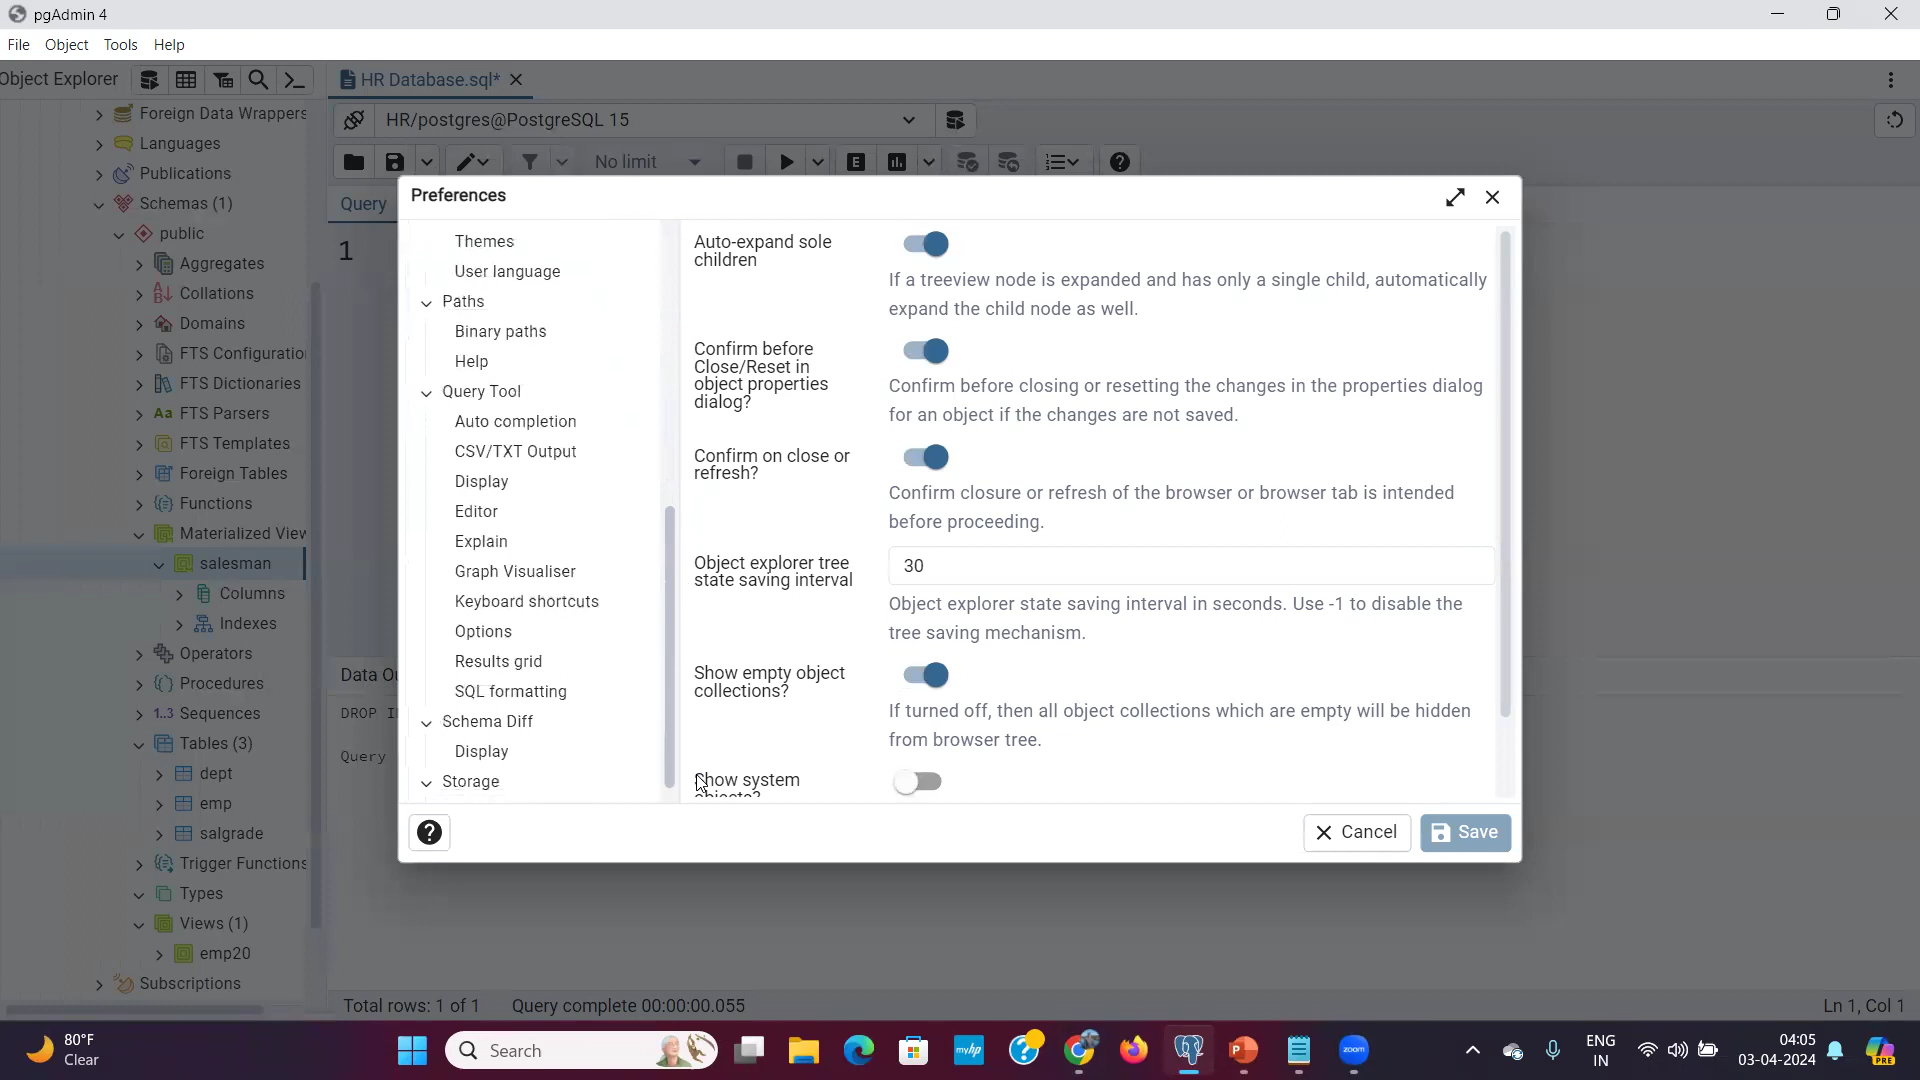 pgAdmin 4
File Object Tools Help
Object Explorer
HR Database.sql*
HR/postgres@PostgreSQL 15
No limit
E
Foreign Data Wrappers
Languages
Publications
Schemas (1)
public
Aggregates
Collations
Domains
FTS Configuratio
FTS Dictionaries
Aa FTS Parsers
FTS Templates
Foreign Tables
Functions
Materialized View
salesman
Columns
Indexes
Operators
Procedures
1..3 Sequences
Tables (3)
dept
emp
salgrade
Trigger Functions
Types
Views (1)
emp20
Subscriptions
Query
1
Data Ou
DROP I
Query
Preferences
Themes
User language
Paths
Binary paths
Help
Query Tool
Auto completion
CSV/TXT Output
Display
Editor
Explain
Graph Visualiser
Keyboard shortcuts
Options
Results grid
SQL formatting
Schema Diff
Display
Storage
Auto-expand sole
children
If a treeview node is expanded and has only a single child, automatically
expand the child node as well.
Confirm before
Close/Reset in
object properties
dialog?
Confirm before closing or resetting the changes in the properties dialog
for an object if the changes are not saved.
Confirm on close or
refresh?
Confirm closure or refresh of the browser or browser tab is intended
before proceeding.
Object explorer tree
state saving interval
30
Object explorer state saving interval in seconds. Use -1 to disable the
tree saving mechanism.
Show empty object
collections?
If turned off, then all object collections which are empty will be hidden
from browser tree.
Show system
objects?
Cancel
Save
Total rows: 1 of 1 Query complete 00:00:00.055
Ln 1, Col 1
80°F
Clear
Search
myhp
zoom
ENG
IN
04:05
03-04-2024
PRE